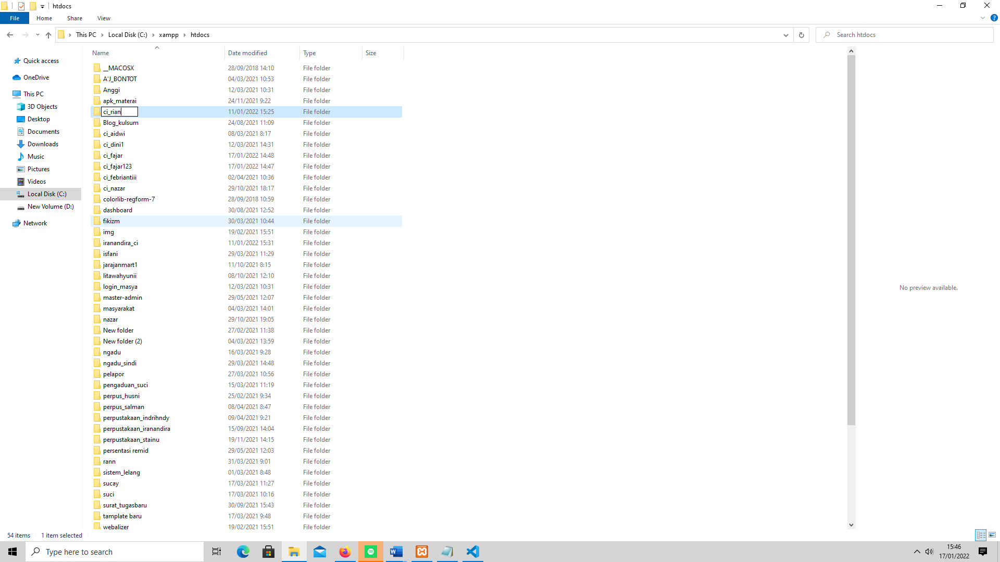 htdocs
File Home Share View
This PC Local Disk (C:) xampp htdocs
Search htdocs
Name Date modified Type Size
Quick access
OneDrive
This PC
3D Objects
Desktop
Documents
Downloads
Music
Pictures
Videos
Local Disk (C:)
New Volume (D:)
Network
__MACOSX 28/09/2018 14:10 File folder
A'J_BONTOT 04/03/2021 10:53 File folder
Anggi 12/03/2021 10:31 File folder
apk_materai 24/11/2021 9:22 File folder
ci_rian 11/01/2022 15:25 File folder
Blog_kulsum 24/08/2021 11:09 File folder
ci_aidwi 08/03/2021 8:17 File folder
ci_dini1 12/03/2021 14:31 File folder
ci_fajar 17/01/2022 14:48 File folder
ci_fajar123 17/01/2022 14:47 File folder
ci_febriantiii 02/04/2021 10:36 File folder
ci_nazar 29/10/2021 18:17 File folder
colorlib-regform-7 28/09/2018 10:59 File folder
dashboard 30/08/2021 12:52 File folder
fikizm 30/03/2021 10:44 File folder
img 19/02/2021 15:51 File folder
iranandira_ci 11/01/2022 15:31 File folder
isfani 29/03/2021 11:29 File folder
jarajanmart1 11/10/2021 8:15 File folder
litawahyunii 08/10/2021 12:10 File folder
login_masya 12/03/2021 10:31 File folder
master-admin 29/05/2021 12:07 File folder
masyarakat 04/03/2021 14:01 File folder
nazar 29/10/2021 19:05 File folder
New folder 27/02/2021 11:38 File folder
New folder (2) 04/03/2021 13:59 File folder
ngadu 16/03/2021 9:28 File folder
ngadu_sindi 29/03/2021 14:48 File folder
pelapor 27/03/2021 10:56 File folder
pengaduan_suci 15/03/2021 11:19 File folder
perpus_husni 25/02/2021 9:34 File folder
perpus_salman 08/04/2021 8:47 File folder
perpustakaan_indrihndy 09/04/2021 9:21 File folder
perpustakaan_iranandira 15/09/2021 14:04 File folder
perpustakaan_stainu 19/11/2021 14:15 File folder
persentasi remid 29/05/2021 12:03 File folder
rann 31/03/2021 9:01 File folder
sistem_lelang 01/03/2021 8:48 File folder
sucay 17/03/2021 11:27 File folder
suci 17/03/2021 10:16 File folder
surat_tugasbaru 30/09/2021 15:43 File folder
tamplate baru 17/03/2021 9:48 File folder
webalizer 19/02/2021 15:51 File folder
No preview available.
54 items 1 item selected
Type here to search
15:46
17/01/2022